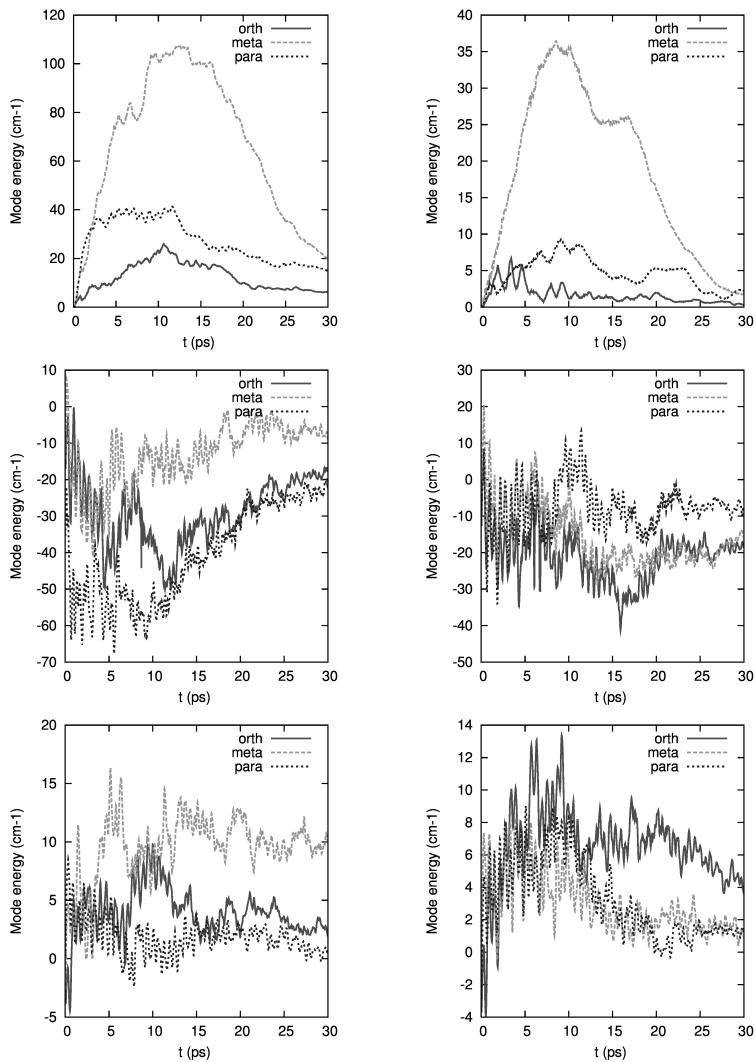 120
100
80
60
40
20
0
Mode energy (cm-1)
orth
meta
para
0 5 10 15 20 25 30
t (ps)
40
35
30
25
20
15
10
5
0
Mode energy (cm-1)
orth
meta
para
0 5 10 15 20 25 30
t (ps)
10
0
-10
-20
-30
-40
-50
-60
-70
Mode energy (cm-1)
orth
meta
para
0 5 10 15 20 25 30
t (ps)
30
20
10
0
-10
-20
-30
-40
-50
Mode energy (cm-1)
orth
meta
para
0 5 10 15 20 25 30
t (ps)
20
15
10
5
0
-5
Mode energy (cm-1)
orth
meta
para
0 5 10 15 20 25 30
t (ps)
14
12
10
8
6
4
2
0
-2
-4
Mode energy (cm-1)
orth
meta
para
0 5 10 15 20 25 30
t (ps)